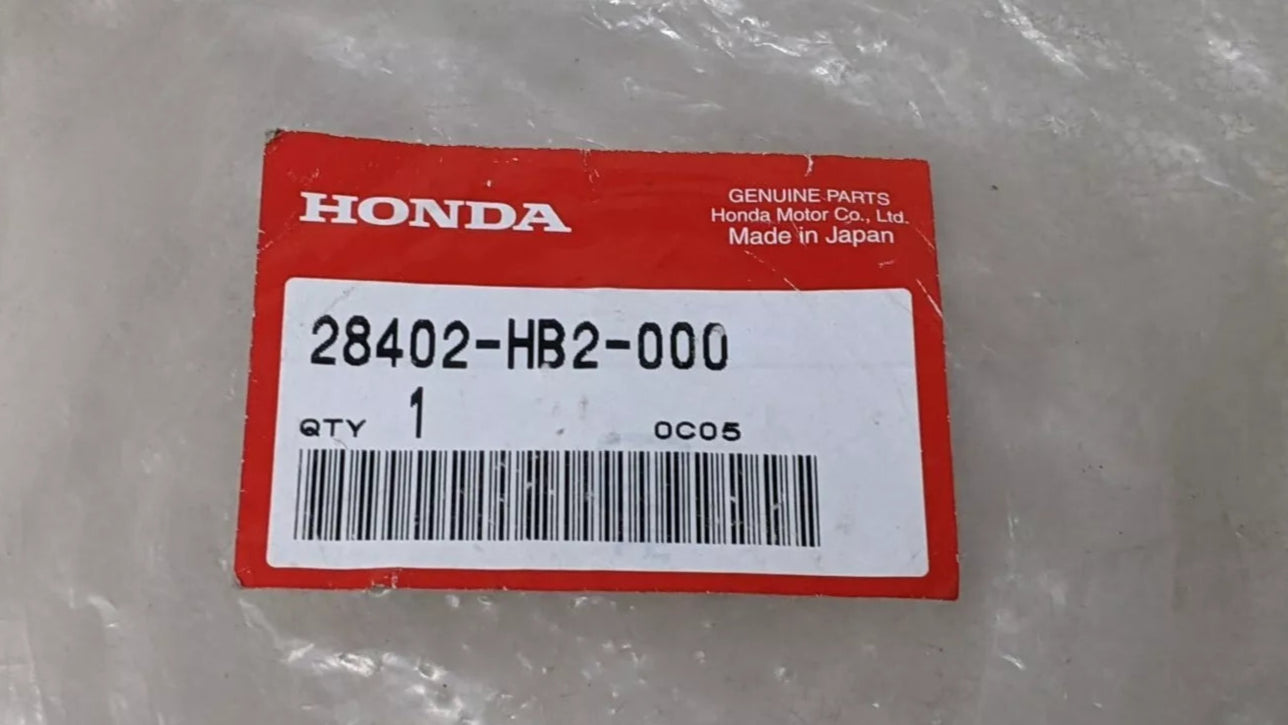 HONDA
GENUINE PARTS
Honda Motor Co., Ltd.
Made in Japan
28402-HB2-000
QTY 1 0C05